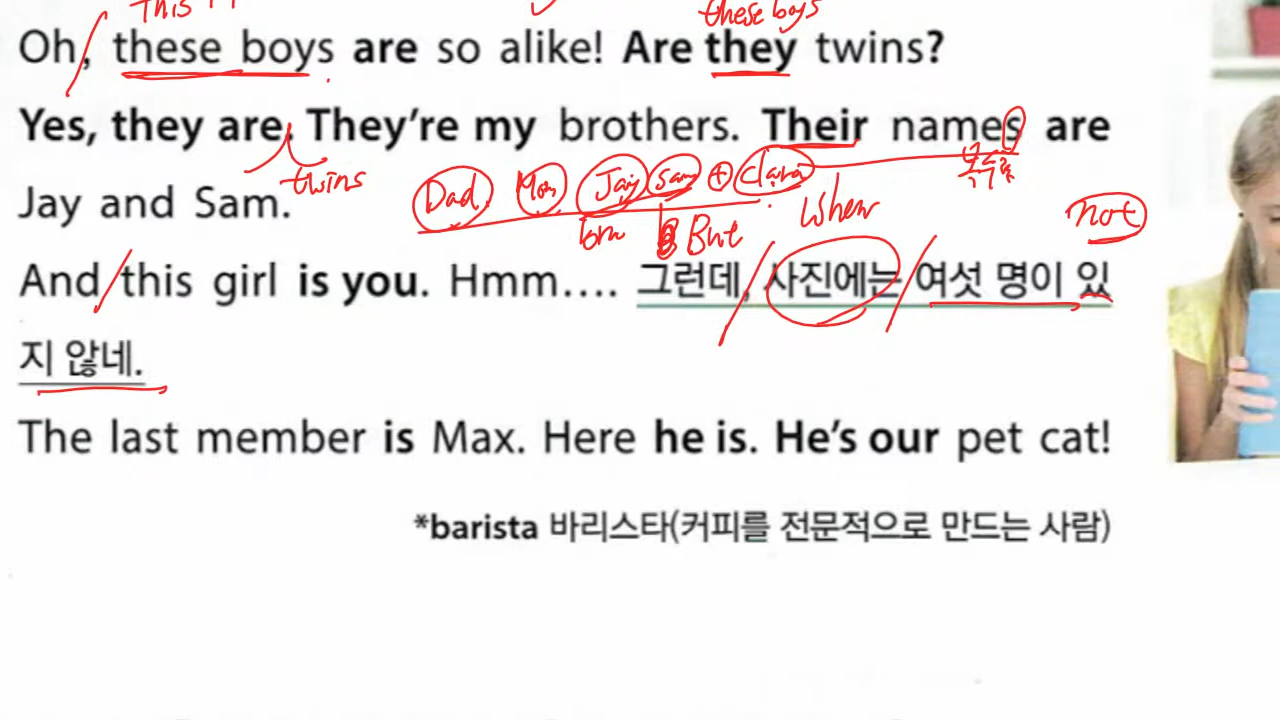 these boys
Oh, these boys are so alike! Are they twins?
Yes, they are. They're my brothers. Their names are
twins
Dad Mom Jay Sam + Clara
Jay and Sam.
But
When
not
And this girl is you. Hmm…. 그런데, 사진에는 여섯 명이 있
지 않네.
The last member is Max. Here he is. He's our pet cat!
*barista 바리스타(커피를 전문적으로 만드는 사람)